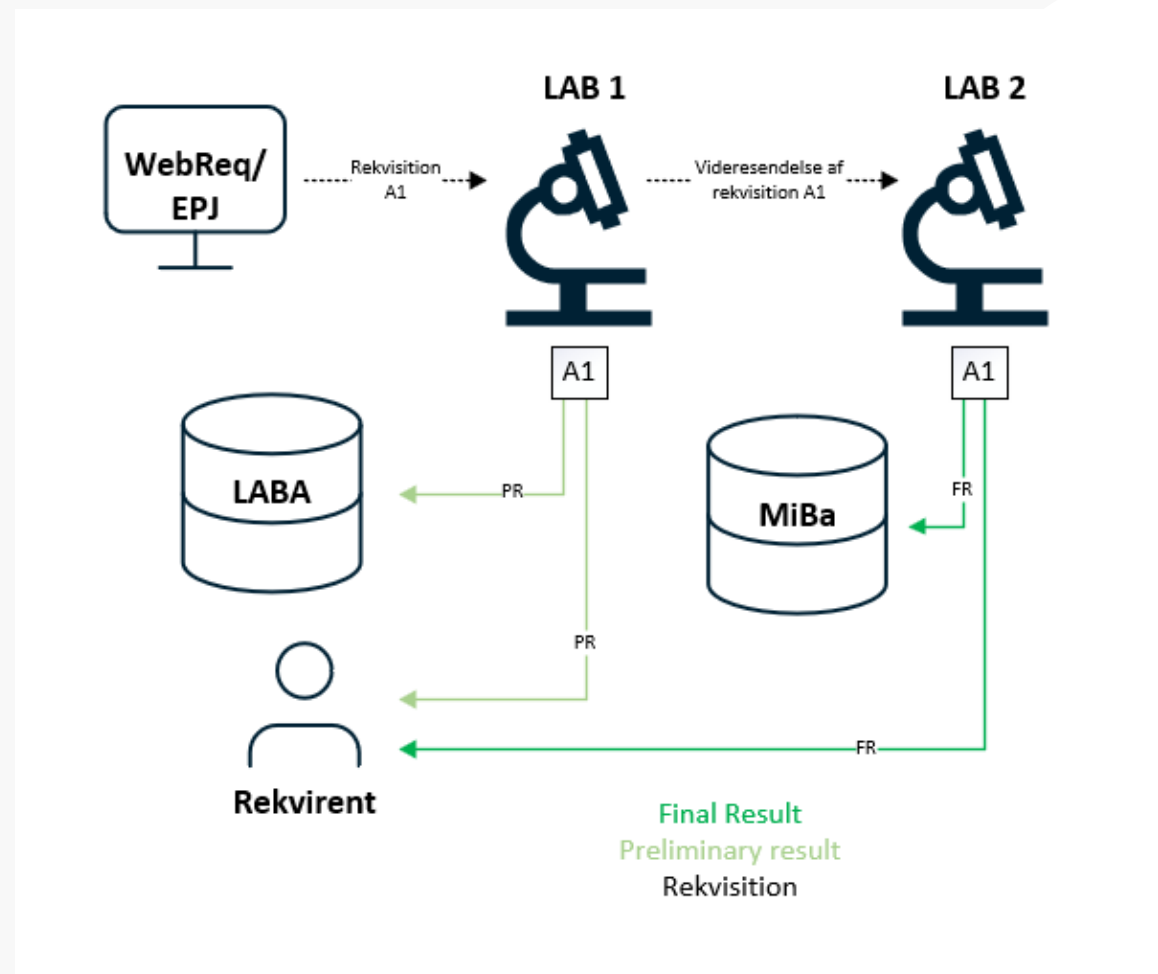 LAB 1
LAB 2
WebReq/
EPJ
Rekvisition
A1
Videresendelse af
rekvisition A1
A1
A1
LABA
PR
MiBa
FR
PR
FR
Rekvirent
Final Result
Preliminary result
Rekvisition